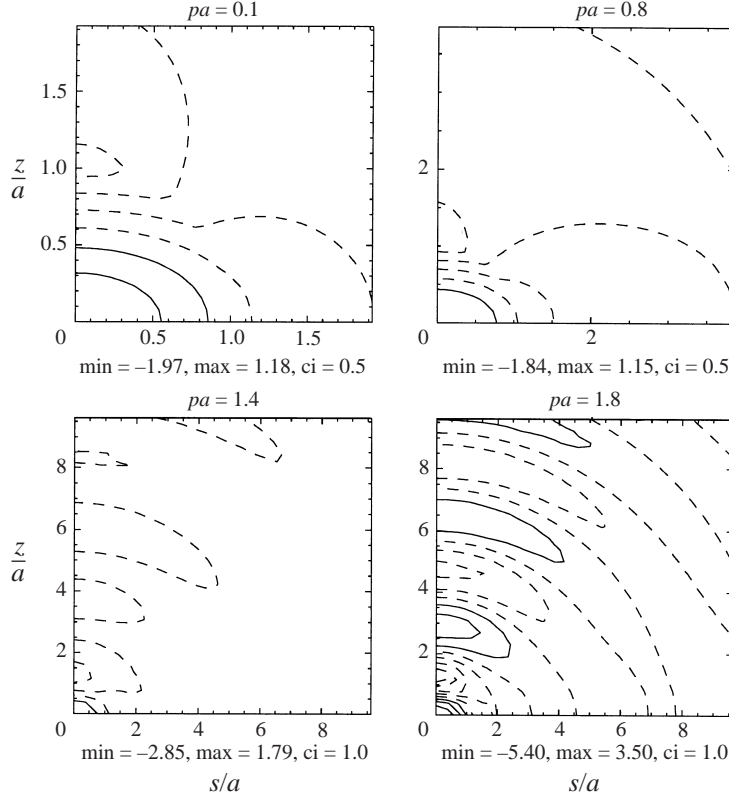 pa = 0.1
pa = 0.8
1.5
1.0
0.5
0
z/a
0.5
1.0
1.5
2
0
2
min = –1.97, max = 1.18, ci = 0.5
min = –1.84, max = 1.15, ci = 0.5
pa = 1.4
pa = 1.8
8
6
4
2
0
z/a
2
4
6
8
8
6
4
2
0
2
4
6
8
min = –2.85, max = 1.79, ci = 1.0
min = –5.40, max = 3.50, ci = 1.0
s/a
s/a